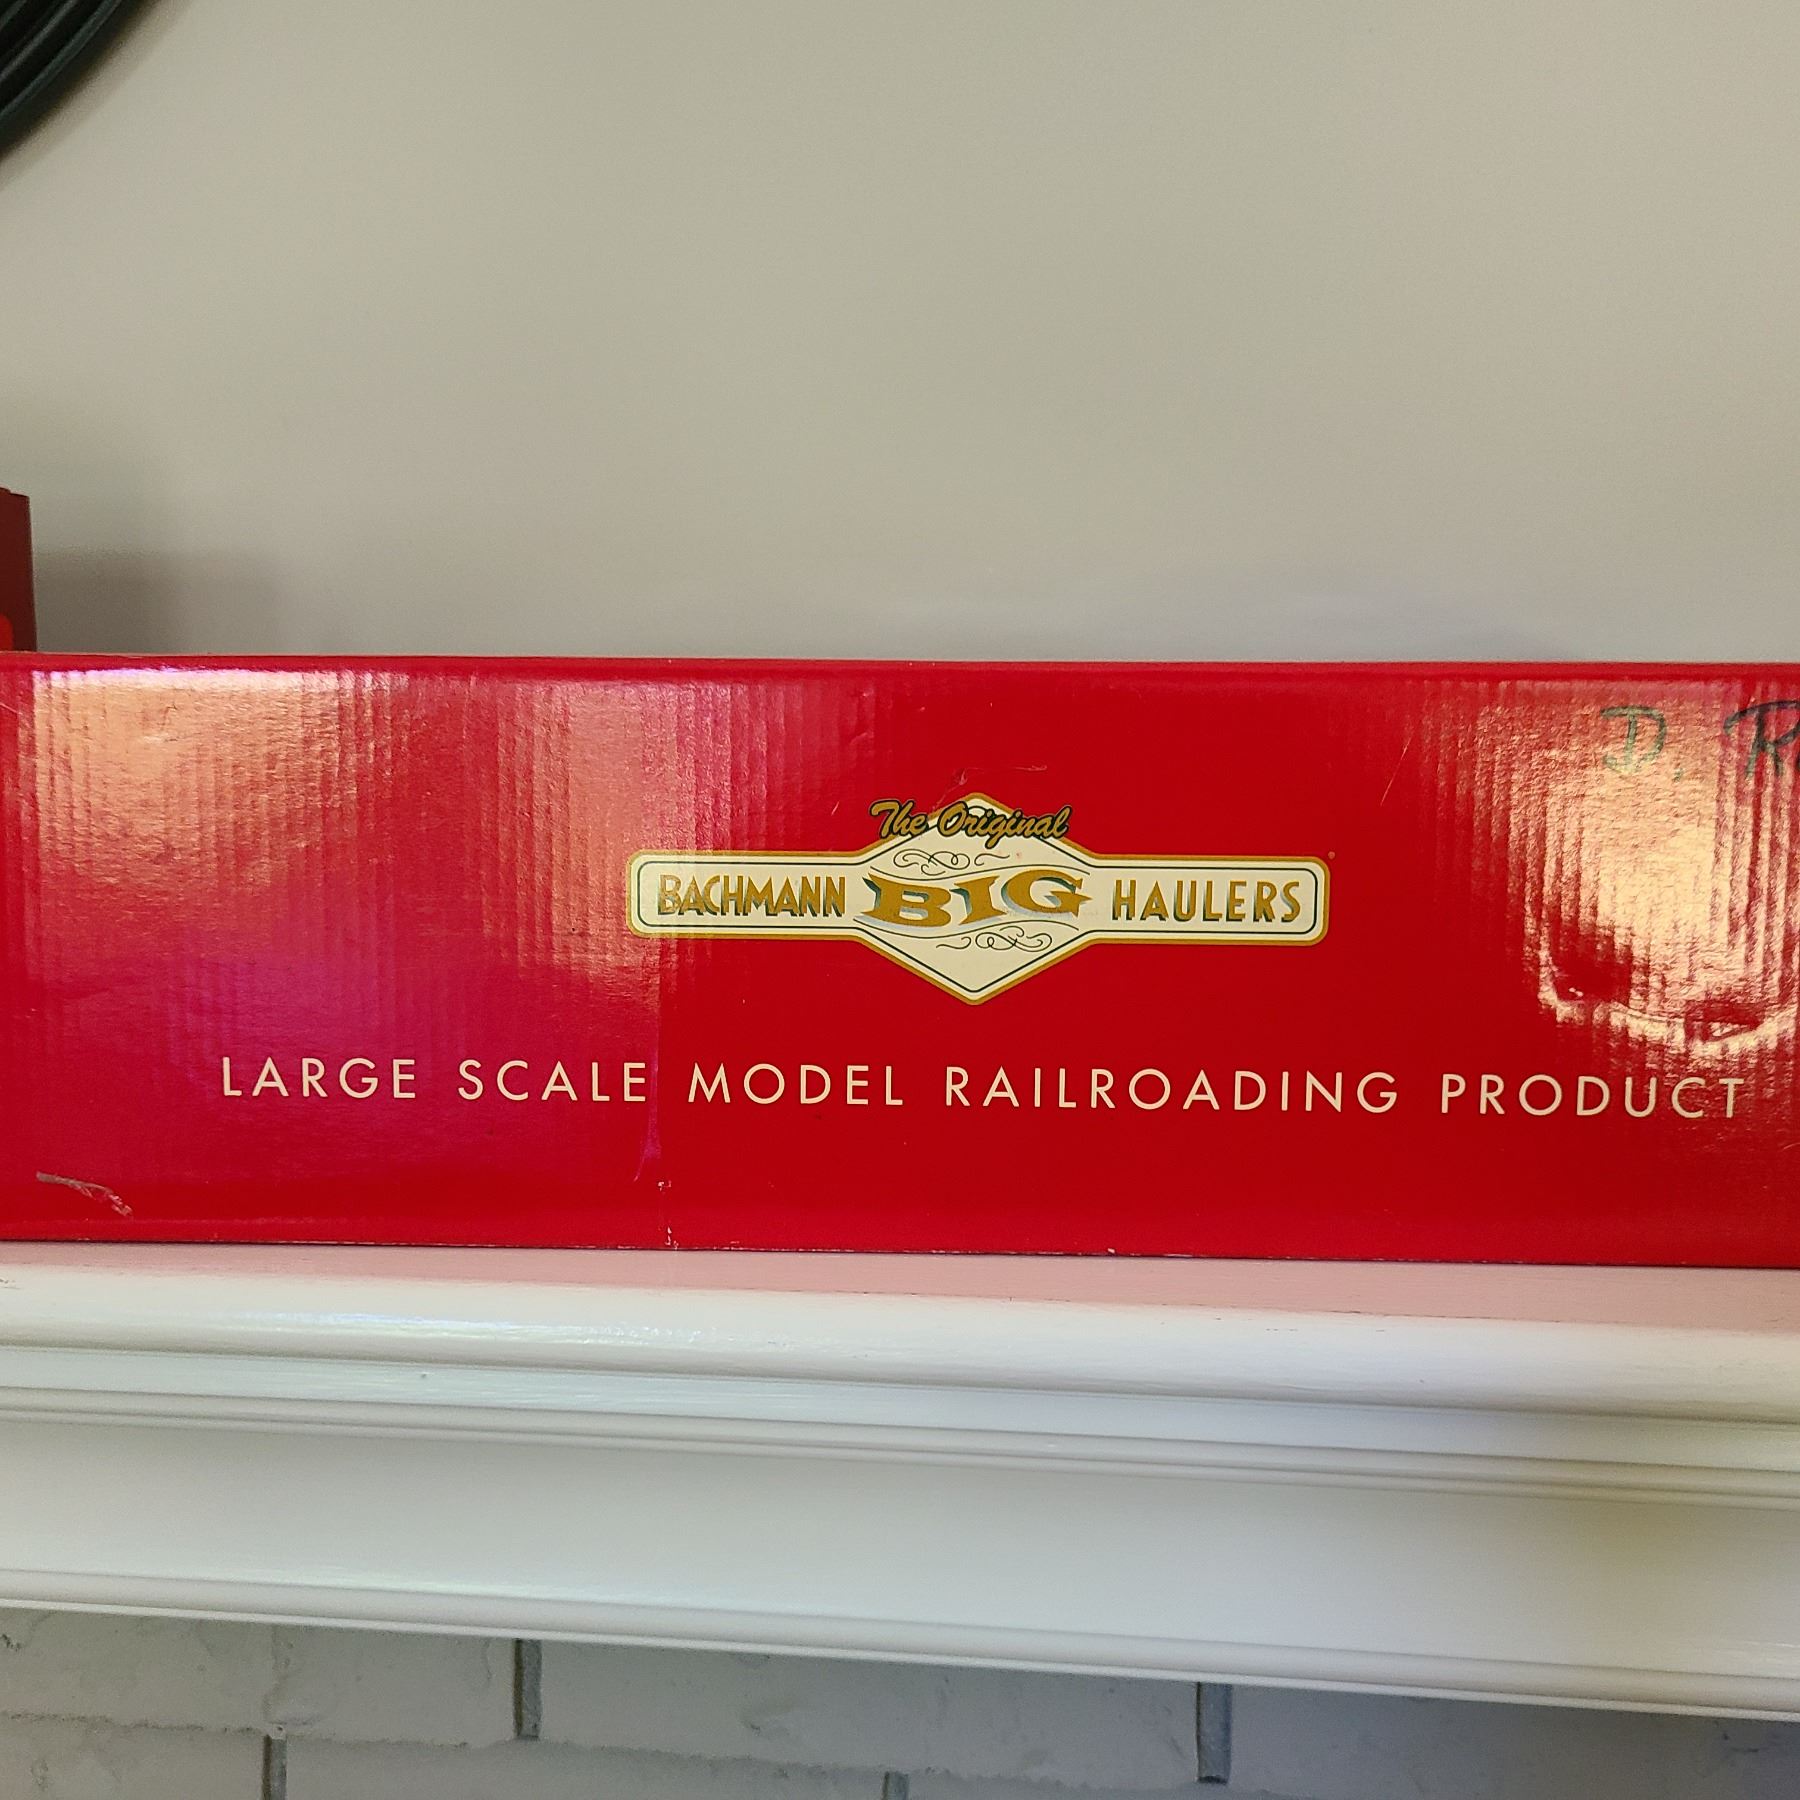 D. R
The Original
BACHMANN BIG HAULERS
LARGE SCALE MODEL RAILROADING PRODUCT